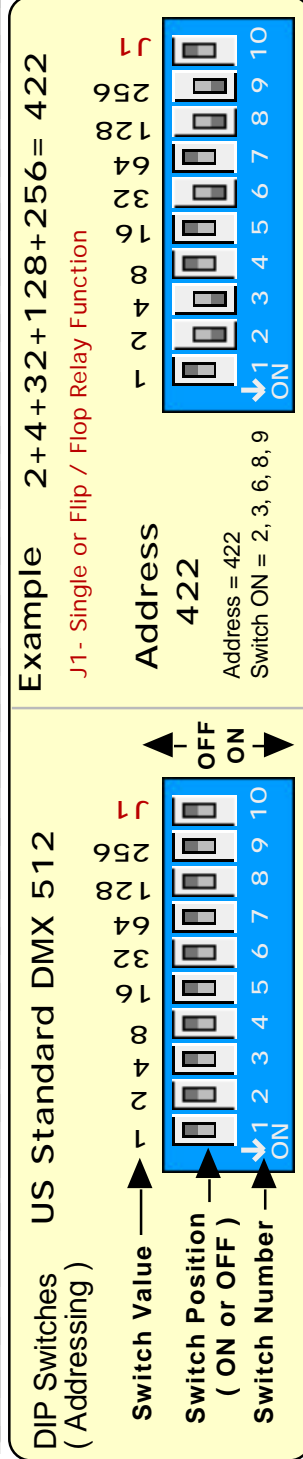 DIP Switches
( Addressing )
US Standard DMX 512
Switch Value
1 2 4 8 16 32 64 128 256 J1
Switch Position
( ON or OFF )
OFF
ON
Switch Number
1 2 3 4 5 6 7 8 9 10
ON
Example 2+4+32+128+256= 422
J1- Single or Flip / Flop Relay Function
1 2 4 8 16 32 64 128 256 J1
Address
422
Address = 422
Switch ON = 2, 3, 6, 8, 9
1 2 3 4 5 6 7 8 9 10
ON